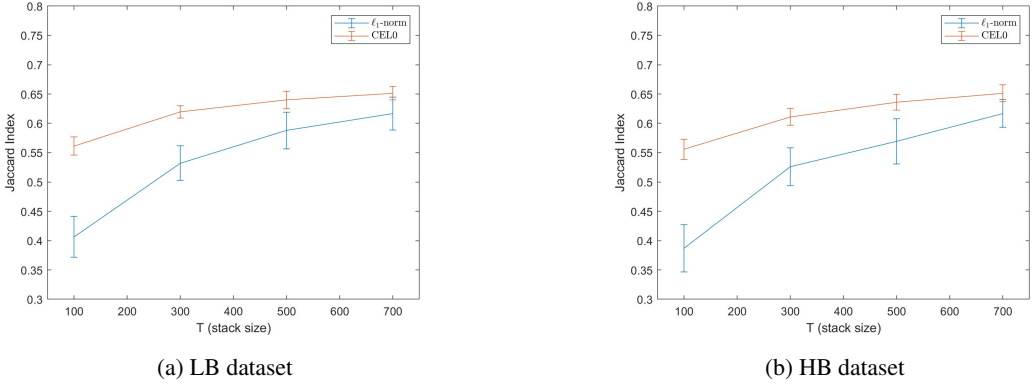 0.8
0.75
0.7
0.65
0.6
0.55
0.5
0.45
0.4
0.35
0.3
Jaccard Index
100 200 300 400 500 600 700
T (stack size)
ℓ₁-norm
CEL0
(a) LB dataset
0.8
0.75
0.7
0.65
0.6
0.55
0.5
0.45
0.4
0.35
0.3
Jaccard Index
100 200 300 400 500 600 700
T (stack size)
ℓ₁-norm
CEL0
(b) HB dataset